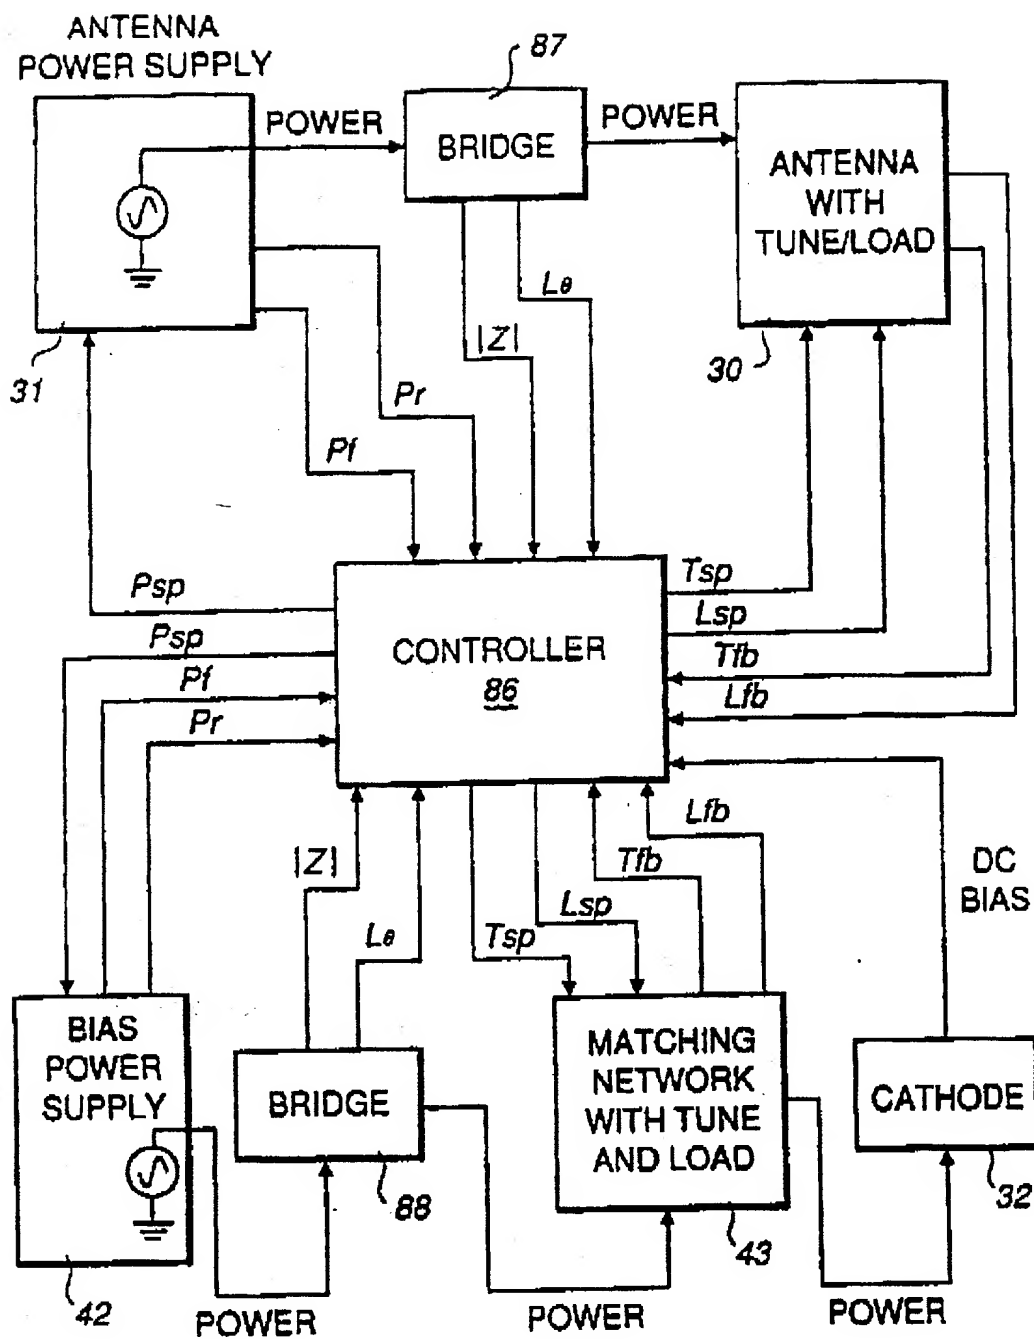 ANTENNA
POWER SUPPLY
87
POWER
BRIDGE
POWER
ANTENNA
WITH
TUNE/LOAD
31
30
Lθ
|Z|
Pr
Pf
Psp
Psp
Pf
Pr
CONTROLLER
86
Tsp
Lsp
Tfb
Lfb
|Z|
Lθ
Tsp
Lsp
Tfb
Lfb
DC
BIAS
BIAS
POWER
SUPPLY
BRIDGE
MATCHING
NETWORK
WITH TUNE
AND LOAD
CATHODE
42
88
43
32
POWER
POWER
POWER